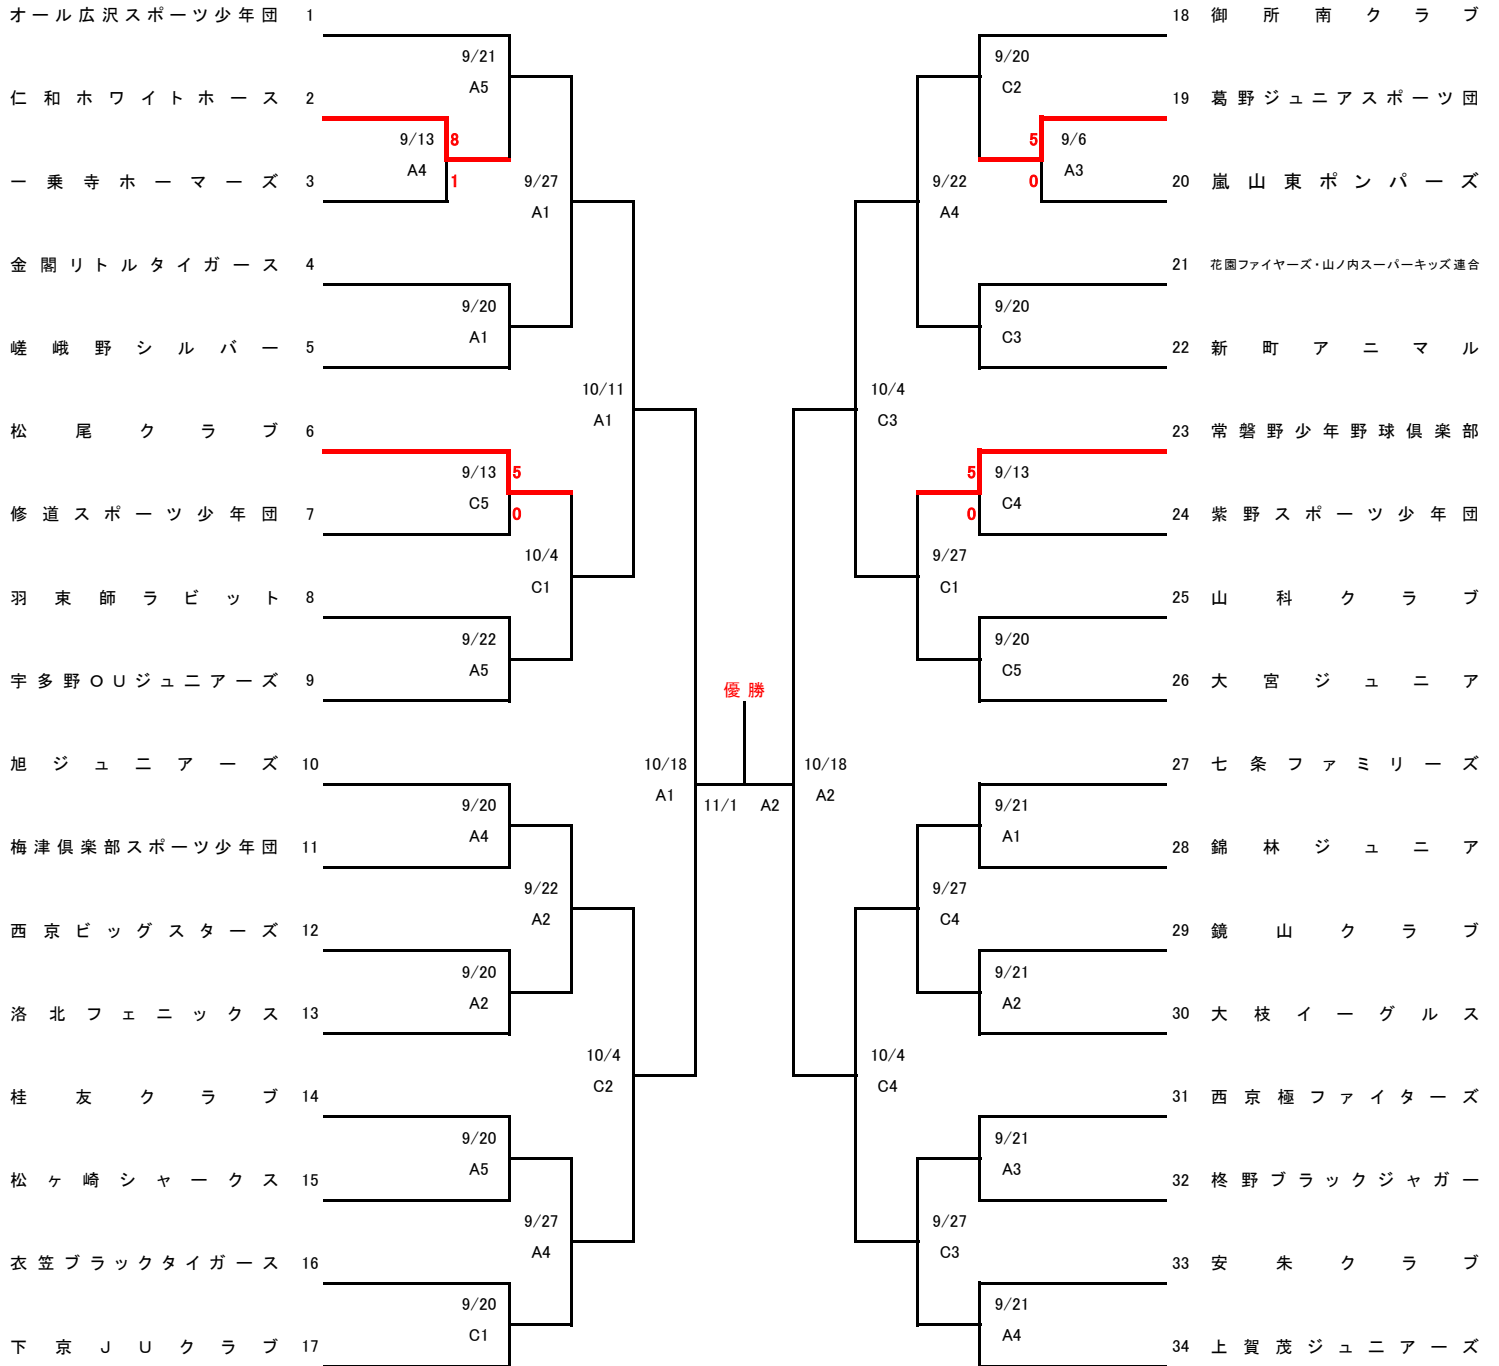 オール広沢スポーツ少年団 1
9/21
A5
仁和ホワイトホース 2
9/13 8
A4 1
一乗寺ホーマーズ 3
9/27
A1
金閣リトルタイガース 4
9/20
A1
嵯峨野シルバー 5
10/11
A1
松尾クラブ 6
9/13 5
C5 0
修道スポーツ少年団 7
10/4
C1
羽束師ラビット 8
9/22
A5
宇多野OUジュニアーズ 9
10/18
A1
旭ジュニアーズ 10
9/20
A4
梅津倶楽部スポーツ少年団 11
9/22
A2
西京ビッグスターズ 12
9/20
A2
洛北フェニックス 13
10/4
C2
桂友クラブ 14
9/20
A5
松ヶ崎シャークス 15
9/27
A4
衣笠ブラックタイガース 16
9/20
C1
下京JUクラブ 17
優勝
11/1 A2
18 御所南クラブ
9/20
C2
19 葛野ジュニアスポーツ団
5 9/6
0 A3
20 嵐山東ポンパーズ
9/22
A4
21 花園ファイヤーズ・山ノ内スーパーキッズ連合
9/20
C3
22 新町アニマル
10/4
C3
23 常磐野少年野球倶楽部
5 9/13
0 C4
24 紫野スポーツ少年団
9/27
C1
25 山科クラブ
9/20
C5
26 大宮ジュニア
10/18
A2
27 七条ファミリーズ
9/21
A1
28 錦林ジュニア
9/27
C4
29 鏡山クラブ
9/21
A2
30 大枝イーグルス
10/4
C4
31 西京極ファイターズ
9/21
A3
32 柊野ブラックジャガー
9/27
C3
33 安朱クラブ
9/21
A4
34 上賀茂ジュニアーズ